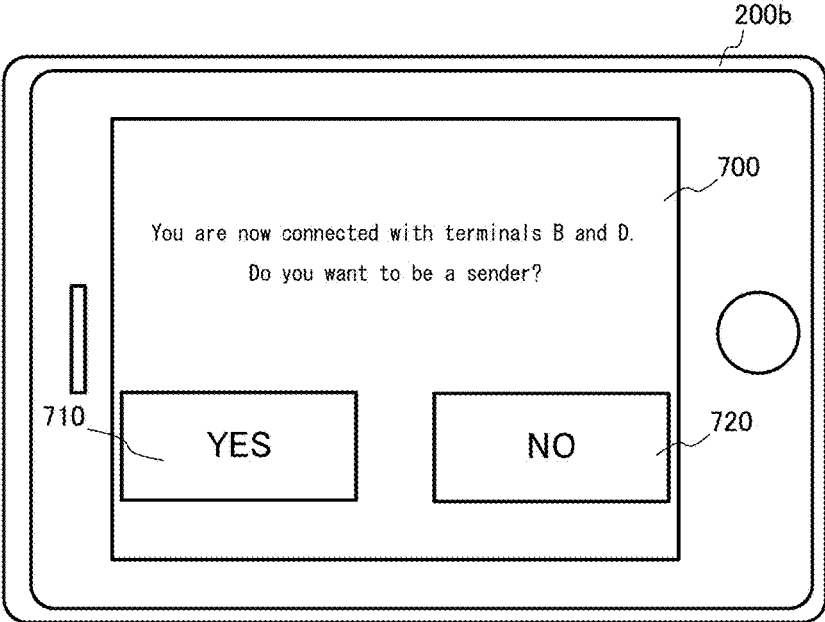 200b
700
You are now connected with terminals B and D.
Do you want to be a sender?
710
YES
NO
720